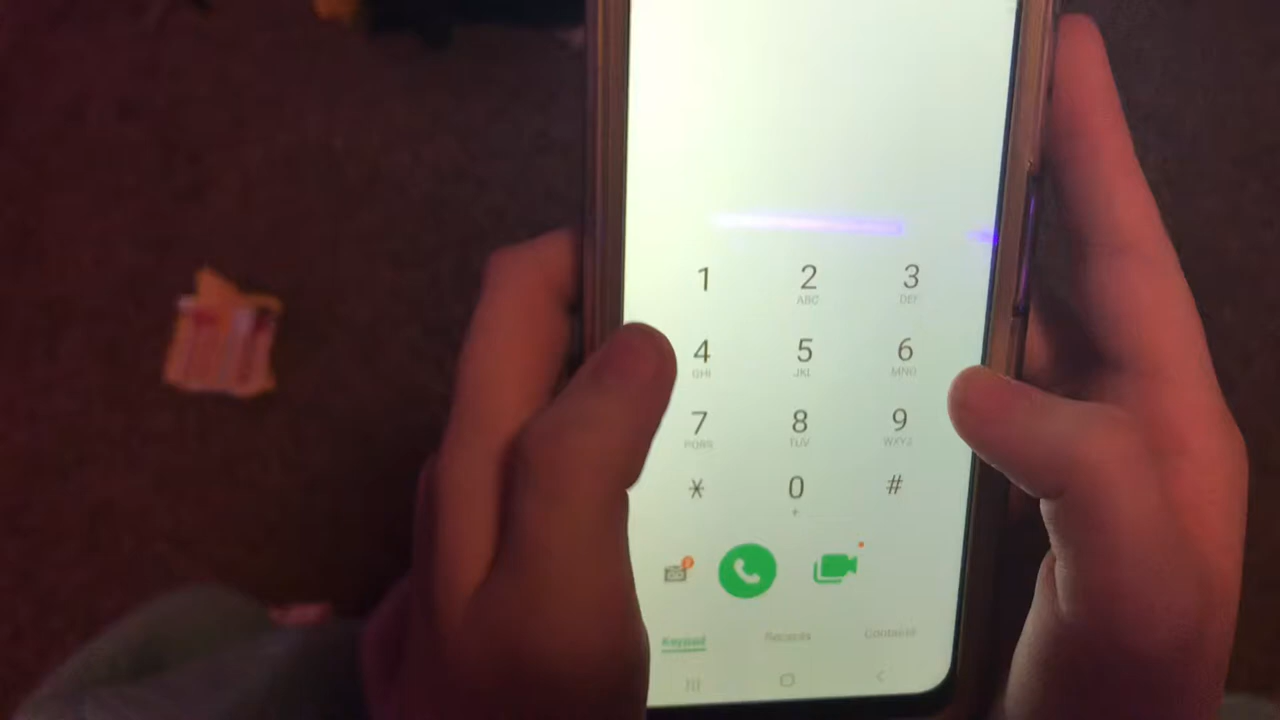 1 2 3
ABC DEF
4 5 6
GHI JKL MNO
7 8 9
PQRS TUV WXYZ
* 0 #
+
Keypad Recents Contacts